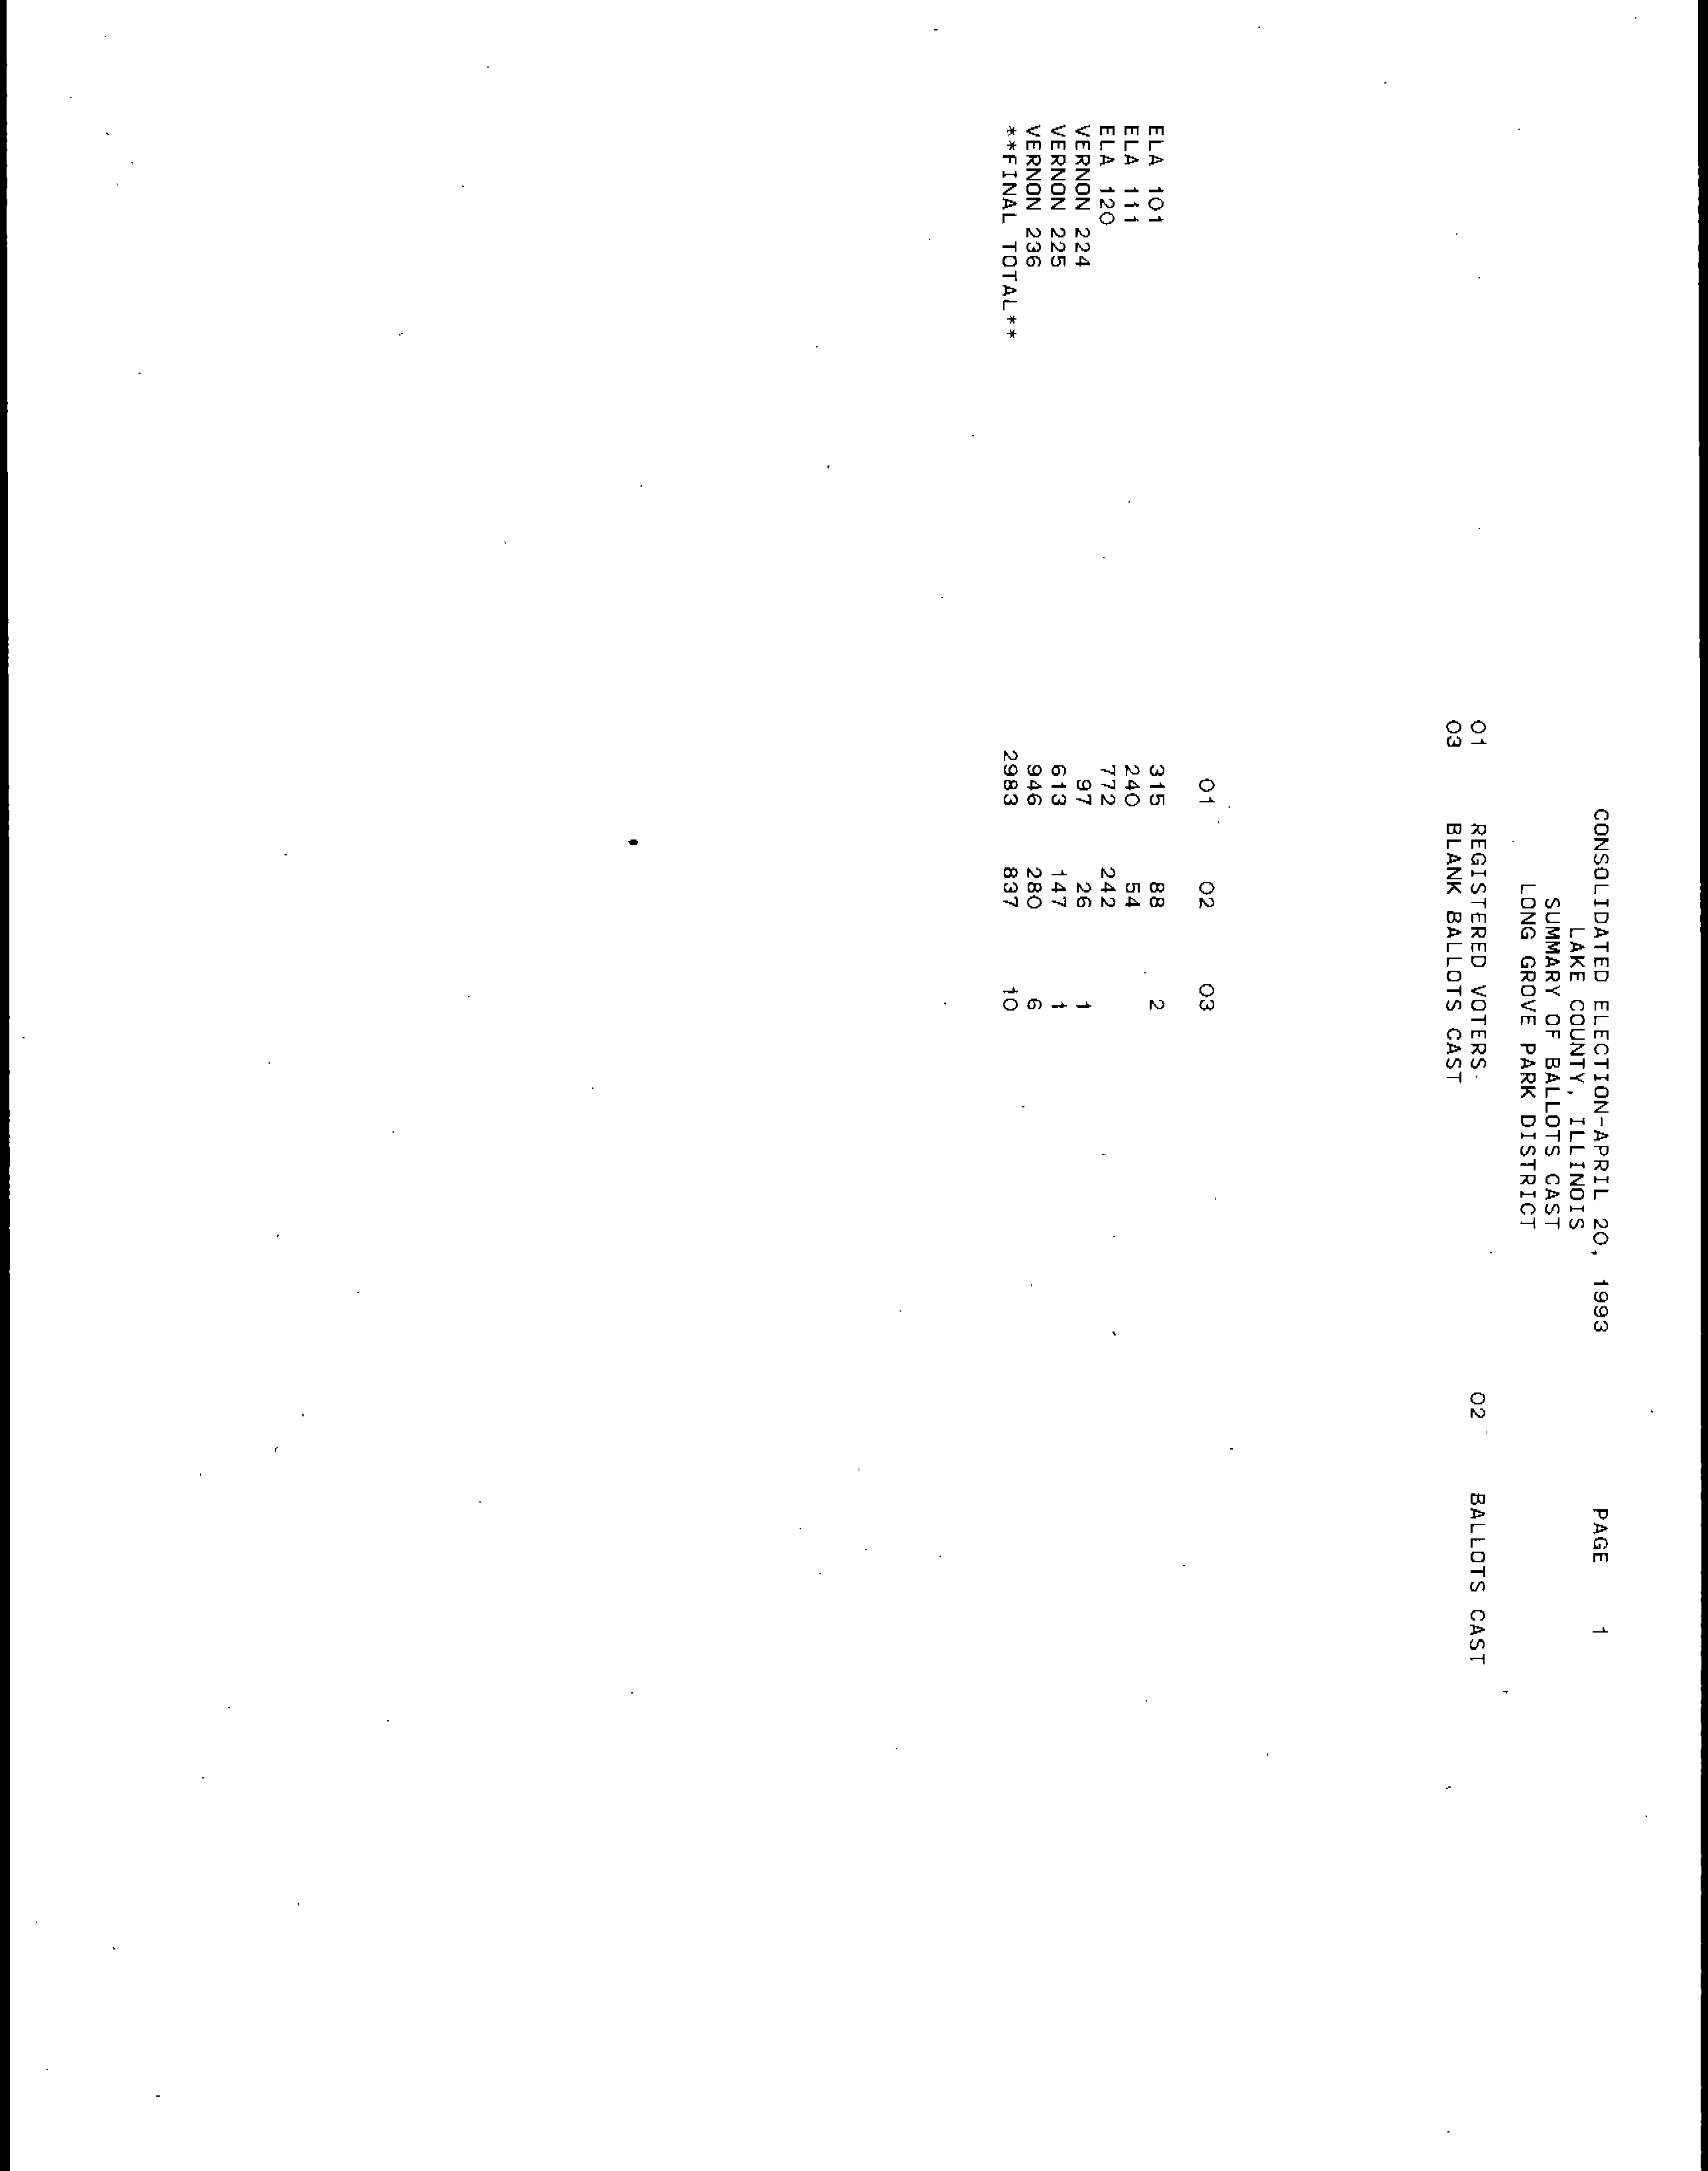 CONSOLIDATED ELECTION-APRIL 20, 1993 PAGE 1
LAKE COUNTY, ILLINOIS
SUMMARY OF BALLOTS CAST
LONG GROVE PARK DISTRICT
01 REGISTERED VOTERS 02 BALLOTS CAST
03 BLANK BALLOTS CAST
01 02 03
ELA 101 315 88 2
ELA 111 240 54
ELA 120 772 242
VERNON 224 97 26 1
VERNON 225 613 147 1
VERNON 236 946 280 6
**FINAL TOTAL** 2983 837 10